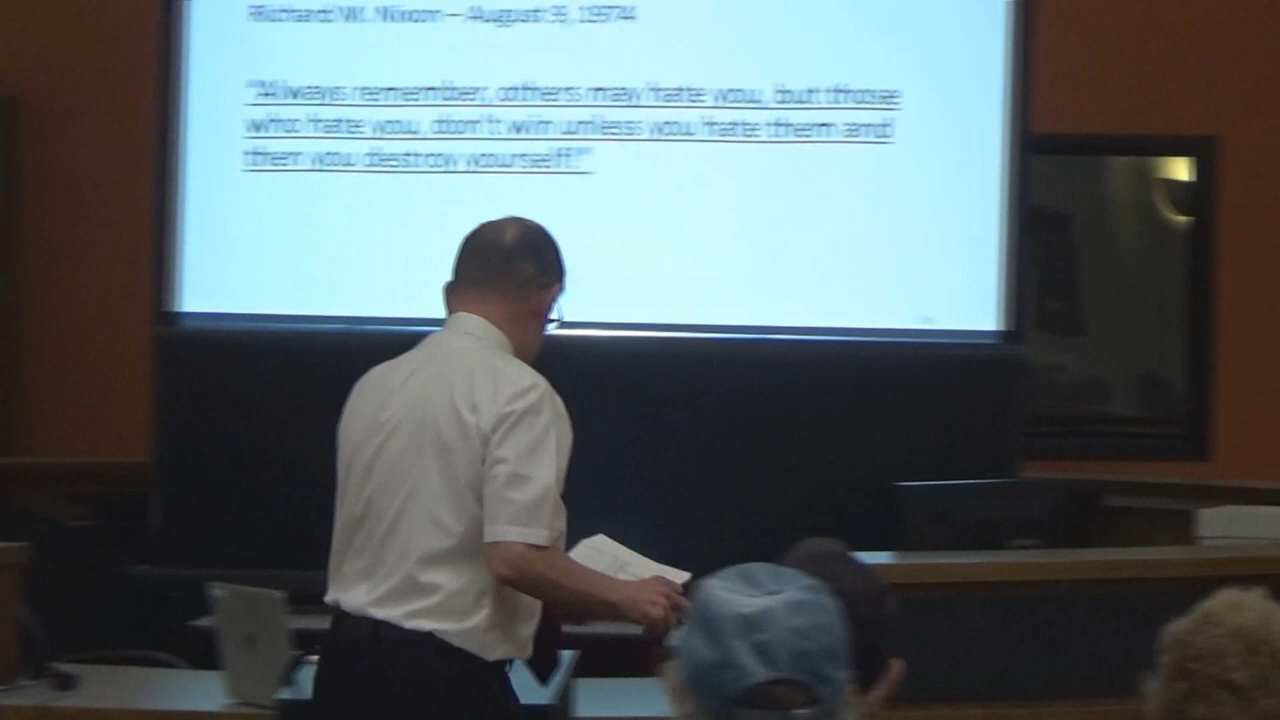 Richard M. Nixon — August 9, 1974
"Always remember, others may hate you, but those
who hate you, don't win unless you hate them and
then you destroy yourself!"